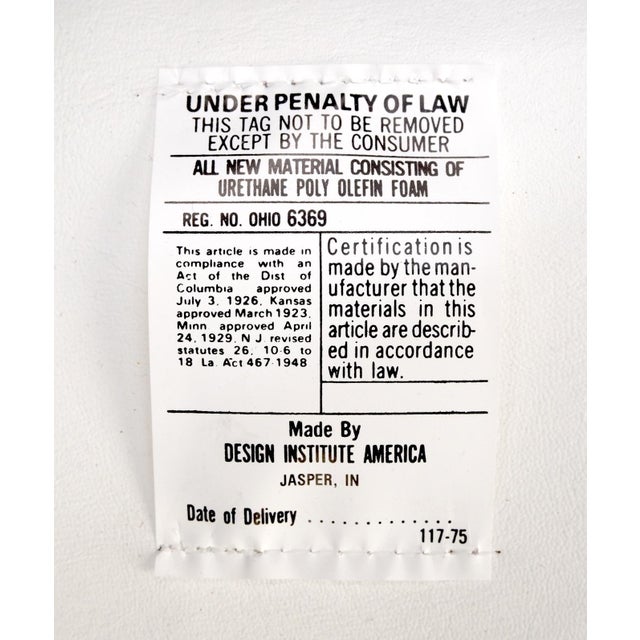 UNDER PENALTY OF LAW
THIS TAG NOT TO BE REMOVED
EXCEPT BY THE CONSUMER
ALL NEW MATERIAL CONSISTING OF
URETHANE POLY OLEFIN FOAM
REG. NO. OHIO 6369
This article is made in
compliance with an
Act of the Dist of
Columbia approved
July 3, 1926, Kansas
approved March 1923,
Minn approved April
24, 1929, N.J. revised
statutes 26, 10-6 to
18 La. Act 467-1948
Certification is
made by the man-
ufacturer that the
materials in this
article are describ-
ed in accordance
with law.
Made By
DESIGN INSTITUTE AMERICA
JASPER, IN
Date of Delivery ..............
117-75